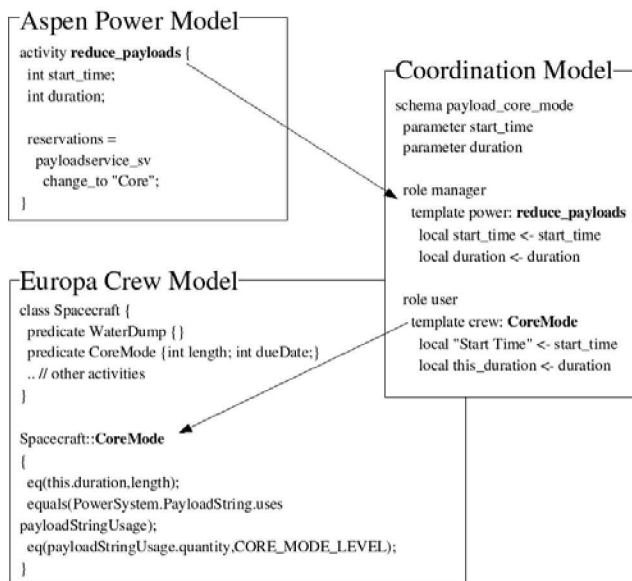 Aspen Power Model
activity reduce_payloads {
int start_time;
int duration;
reservations =
payloadservice_sv
change_to "Core";
}
Coordination Model
schema payload_core_mode
parameter start_time
parameter duration
role manager
template power: reduce_payloads
local start_time <- start_time
local duration <- duration
role user
template crew: CoreMode
local "Start Time" <- start_time
local this_duration <- duration
Europa Crew Model
class Spacecraft {
predicate WaterDump {}
predicate CoreMode {int length; int dueDate;}
.. // other activities
}
Spacecraft::CoreMode
{
eq(this.duration,length);
equals(PowerSystem.PayloadString.uses
payloadStringUsage);
eq(payloadStringUsage.quantity,CORE_MODE_LEVEL);
}